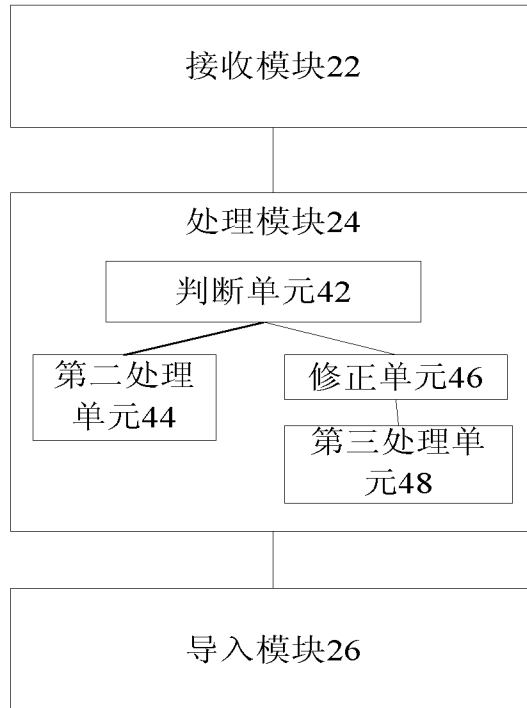 接收模块22
处理模块24
判断单元42
第二处理
单元44
修正单元46
第三处理单
元48
导入模块26